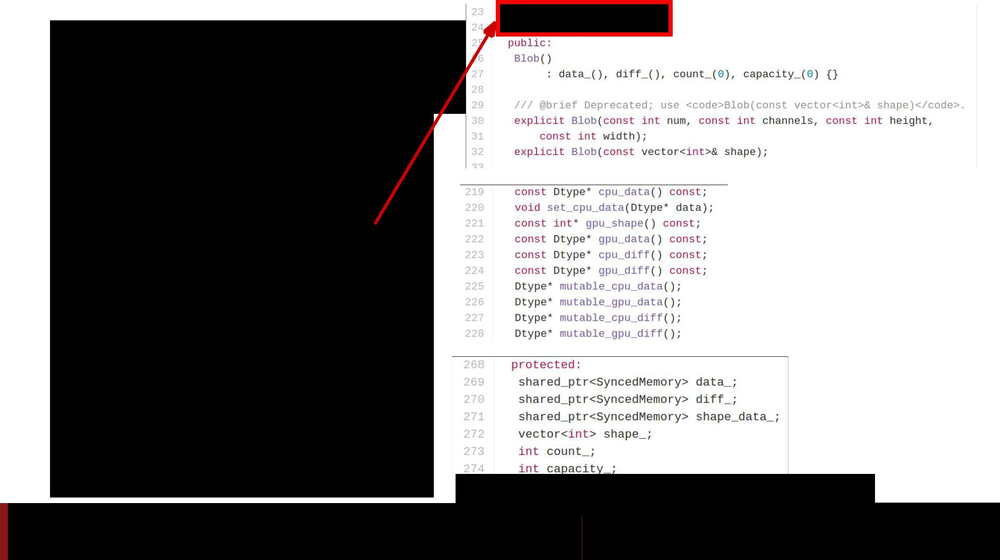 23
24
25 public:
26 Blob()
27 : data_(), diff_(), count_(0), capacity_(0) {}
28
29 /// @brief Deprecated; use <code>Blob(const vector<int>& shape)</code>.
30 explicit Blob(const int num, const int channels, const int height,
31 const int width);
32 explicit Blob(const vector<int>& shape);
33
219 const Dtype* cpu_data() const;
220 void set_cpu_data(Dtype* data);
221 const int* gpu_shape() const;
222 const Dtype* gpu_data() const;
223 const Dtype* cpu_diff() const;
224 const Dtype* gpu_diff() const;
225 Dtype* mutable_cpu_data();
226 Dtype* mutable_gpu_data();
227 Dtype* mutable_cpu_diff();
228 Dtype* mutable_gpu_diff();
268 protected:
269 shared_ptr<SyncedMemory> data_;
270 shared_ptr<SyncedMemory> diff_;
271 shared_ptr<SyncedMemory> shape_data_;
272 vector<int> shape_;
273 int count_;
274 int capacity_;